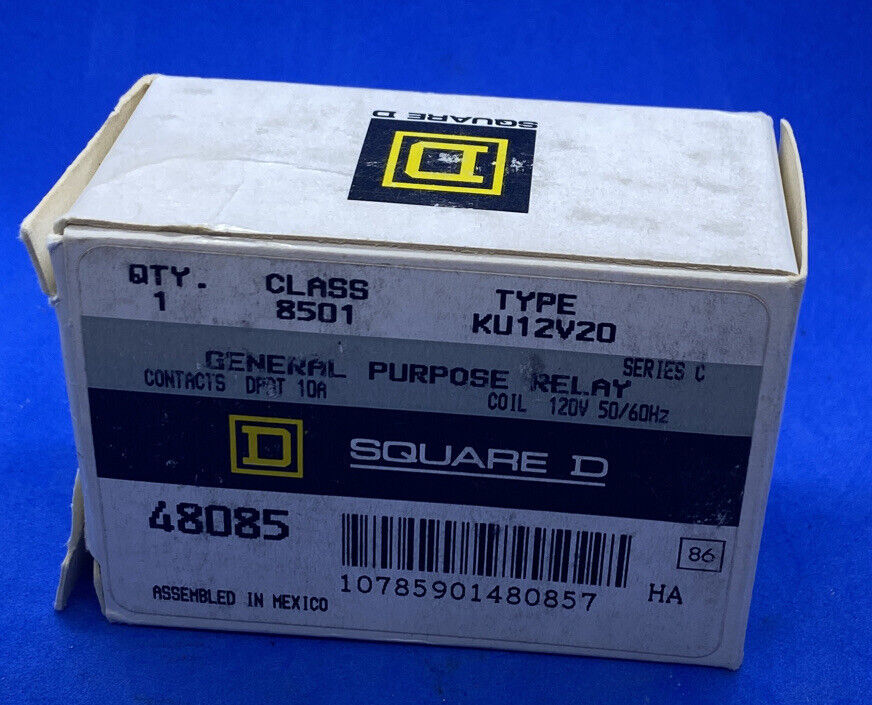 SQUARE D
D
QTY. CLASS TYPE
1 8501 KU12V20
SERIES C
GENERAL PURPOSE RELAY
CONTACTS DPDT 10A COIL 120V 50/60Hz
D SQUARE D
48085
86
10785901480857 HA
ASSEMBLED IN MEXICO